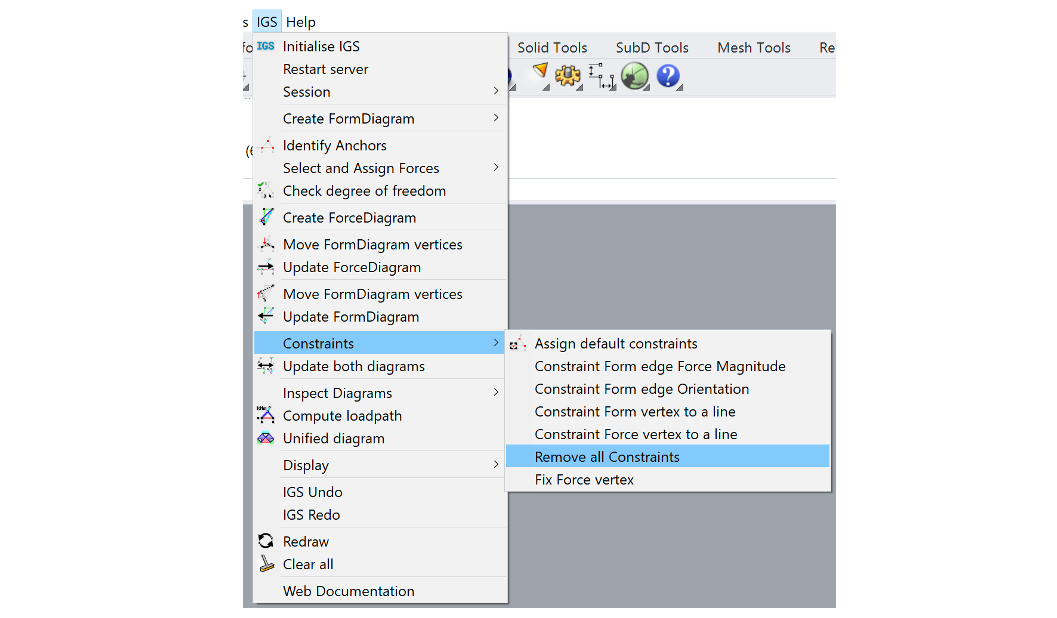 s IGS Help
IGS Initialise IGS
Solid Tools SubD Tools Mesh Tools Re
Restart server
Session
Create FormDiagram
Identify Anchors
(6
Select and Assign Forces
Check degree of freedom
Create ForceDiagram
Move FormDiagram vertices
Update ForceDiagram
Move FormDiagram vertices
Update FormDiagram
Constraints
Update both diagrams
Inspect Diagrams
Compute loadpath
Unified diagram
Display
IGS Undo
IGS Redo
Redraw
Clear all
Web Documentation
Assign default constraints
Constraint Form edge Force Magnitude
Constraint Form edge Orientation
Constraint Form vertex to a line
Constraint Force vertex to a line
Remove all Constraints
Fix Force vertex